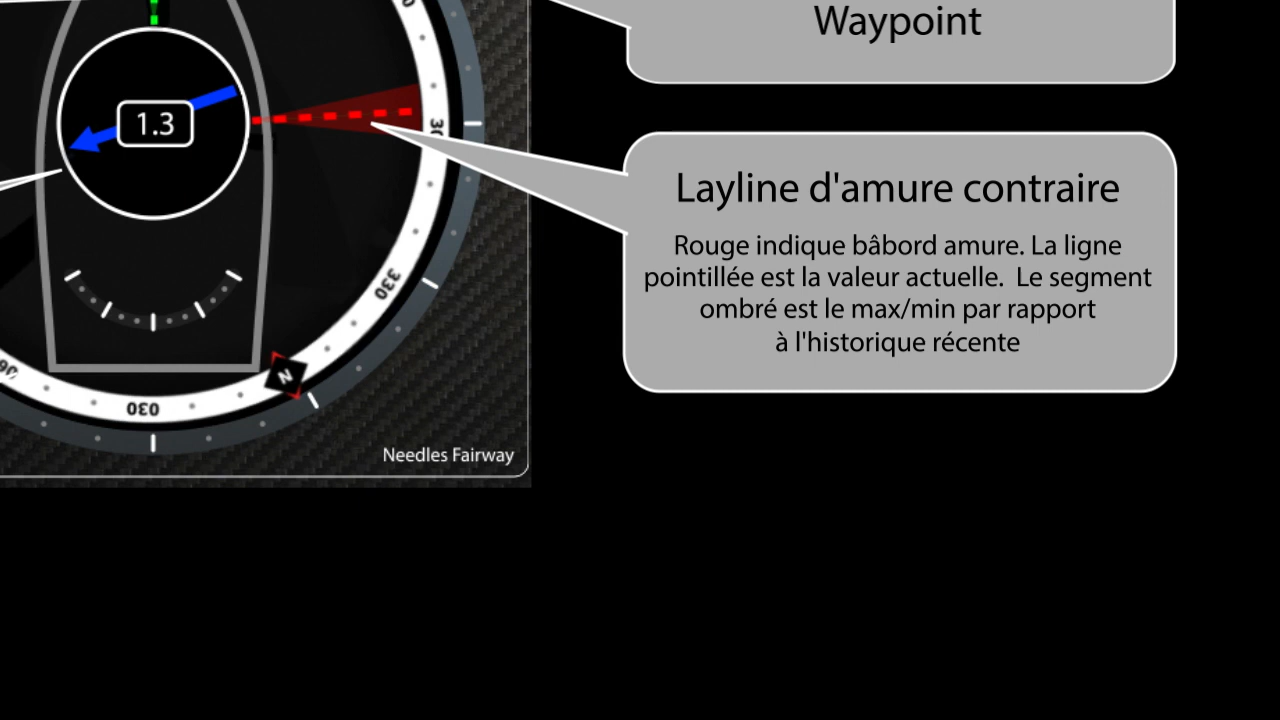 Waypoint
1.3
Layline d'amure contraire
Rouge indique bâbord amure. La ligne
pointillée est la valeur actuelle. Le segment
ombré est le max/min par rapport
à l'historique récente
330
N
030
Needles Fairway